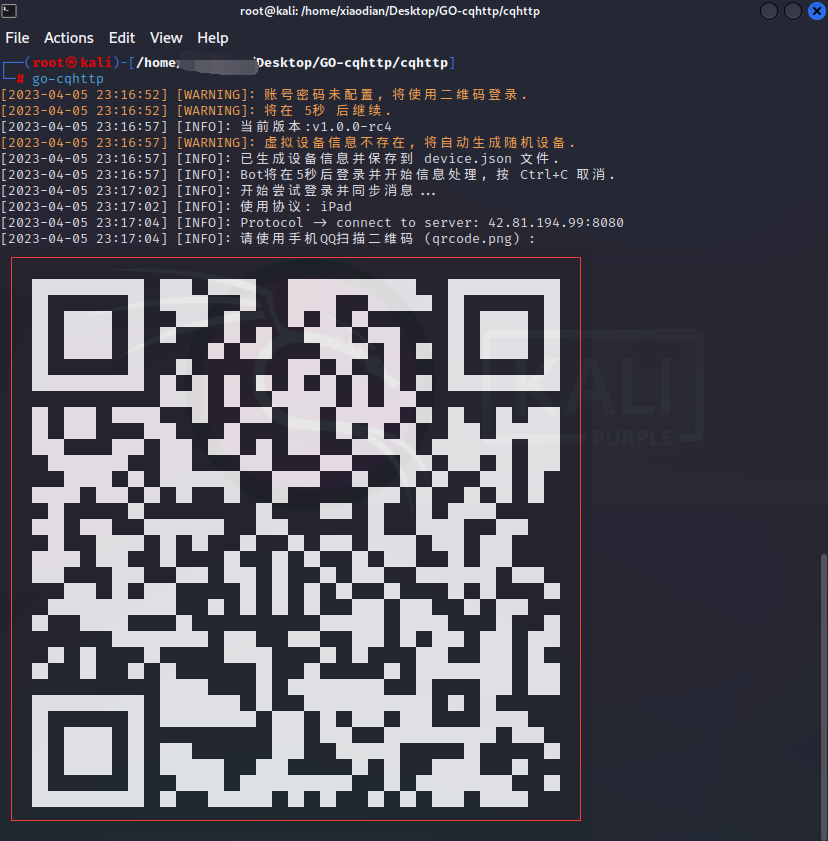 root@kali: /home/xiaodian/Desktop/GO-cqhttp/cqhttp
File Actions Edit View Help
┌──(root㉿kali)-[/home/ /Desktop/GO-cqhttp/cqhttp]
└─# go-cqhttp
[2023-04-05 23:16:52] [WARNING]: 账号密码未配置, 将使用二维码登录.
[2023-04-05 23:16:52] [WARNING]: 将在 5秒 后继续.
[2023-04-05 23:16:57] [INFO]: 当前版本:v1.0.0-rc4
[2023-04-05 23:16:57] [WARNING]: 虚拟设备信息不存在, 将自动生成随机设备.
[2023-04-05 23:16:57] [INFO]: 已生成设备信息并保存到 device.json 文件.
[2023-04-05 23:16:57] [INFO]: Bot将在5秒后登录并开始信息处理, 按 Ctrl+C 取消.
[2023-04-05 23:17:02] [INFO]: 开始尝试登录并同步消息...
[2023-04-05 23:17:02] [INFO]: 使用协议: iPad
[2023-04-05 23:17:04] [INFO]: Protocol -> connect to server: 42.81.194.99:8080
[2023-04-05 23:17:04] [INFO]: 请使用手机QQ扫描二维码 (qrcode.png) :
KALI
PURPLE